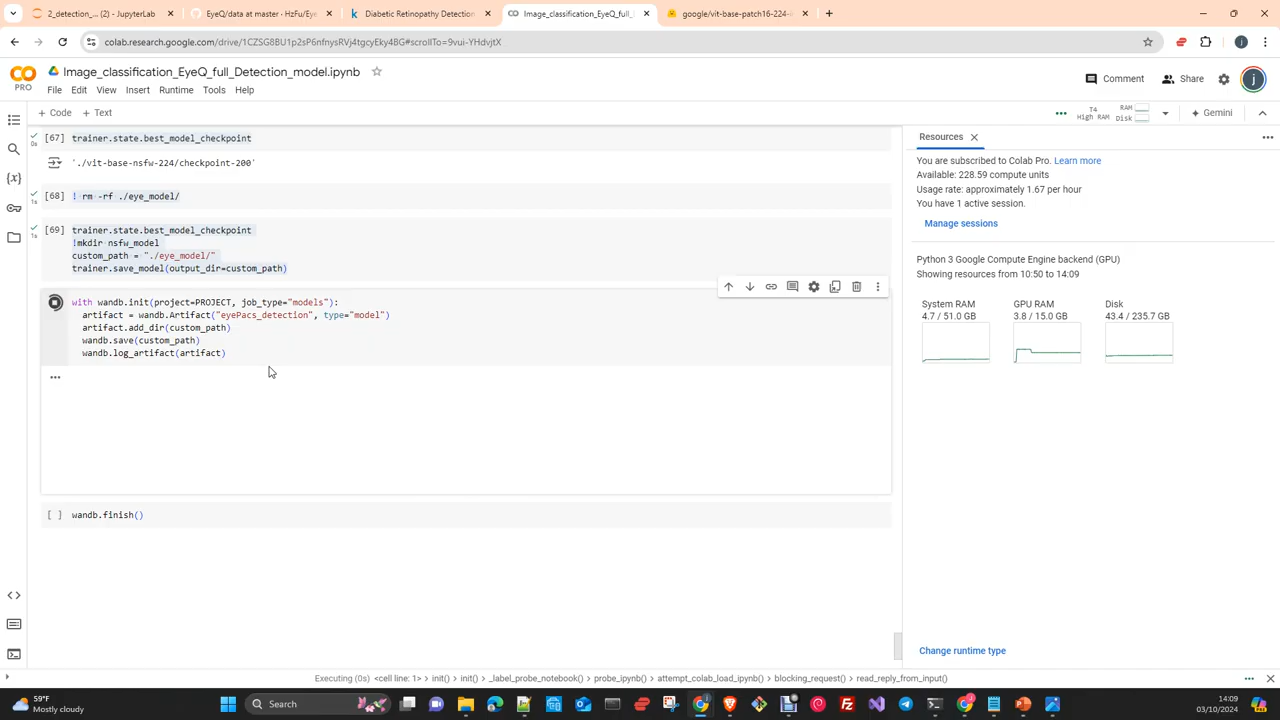 2_detection_... (2) - JupyterLab
EyeQ/data at master · HzFu/Eye
Diabetic Retinopathy Detection
Image_classification_EyeQ_full_
google/vit-base-patch16-224-i
colab.research.google.com/drive/1CZSG8BU1p2sP6nfnysRVj4tgcyEky4BG#scrollTo=9vui-YHdvjtX
CO
PRO
Image_classification_EyeQ_full_Detection_model.ipynb
File Edit View Insert Runtime Tools Help
Comment
Share
j
+ Code + Text
T4
High RAM
RAM
Disk
Gemini
[67] trainer.state.best_model_checkpoint
0s
'./vit-base-nsfw-224/checkpoint-200'
[68] ! rm -rf ./eye_model/
1s
[69] trainer.state.best_model_checkpoint
1s
!mkdir nsfw_model
custom_path = "./eye_model/"
trainer.save_model(output_dir=custom_path)
with wandb.init(project=PROJECT, job_type="models"):
artifact = wandb.Artifact("eyePacs_detection", type="model")
artifact.add_dir(custom_path)
wandb.save(custom_path)
wandb.log_artifact(artifact)
...
[ ] wandb.finish()
Resources
You are subscribed to Colab Pro. Learn more
Available: 228.59 compute units
Usage rate: approximately 1.67 per hour
You have 1 active session.
Manage sessions
Python 3 Google Compute Engine backend (GPU)
Showing resources from 10:50 to 14:09
System RAM
4.7 / 51.0 GB
GPU RAM
3.8 / 15.0 GB
Disk
43.4 / 235.7 GB
Change runtime type
Executing (0s) <cell line: 1> > init() > init() > _label_probe_notebook() > probe_ipynb() > attempt_colab_load_ipynb() > blocking_request() > read_reply_from_input()
59°F
Mostly cloudy
Search
14:09
03/10/2024